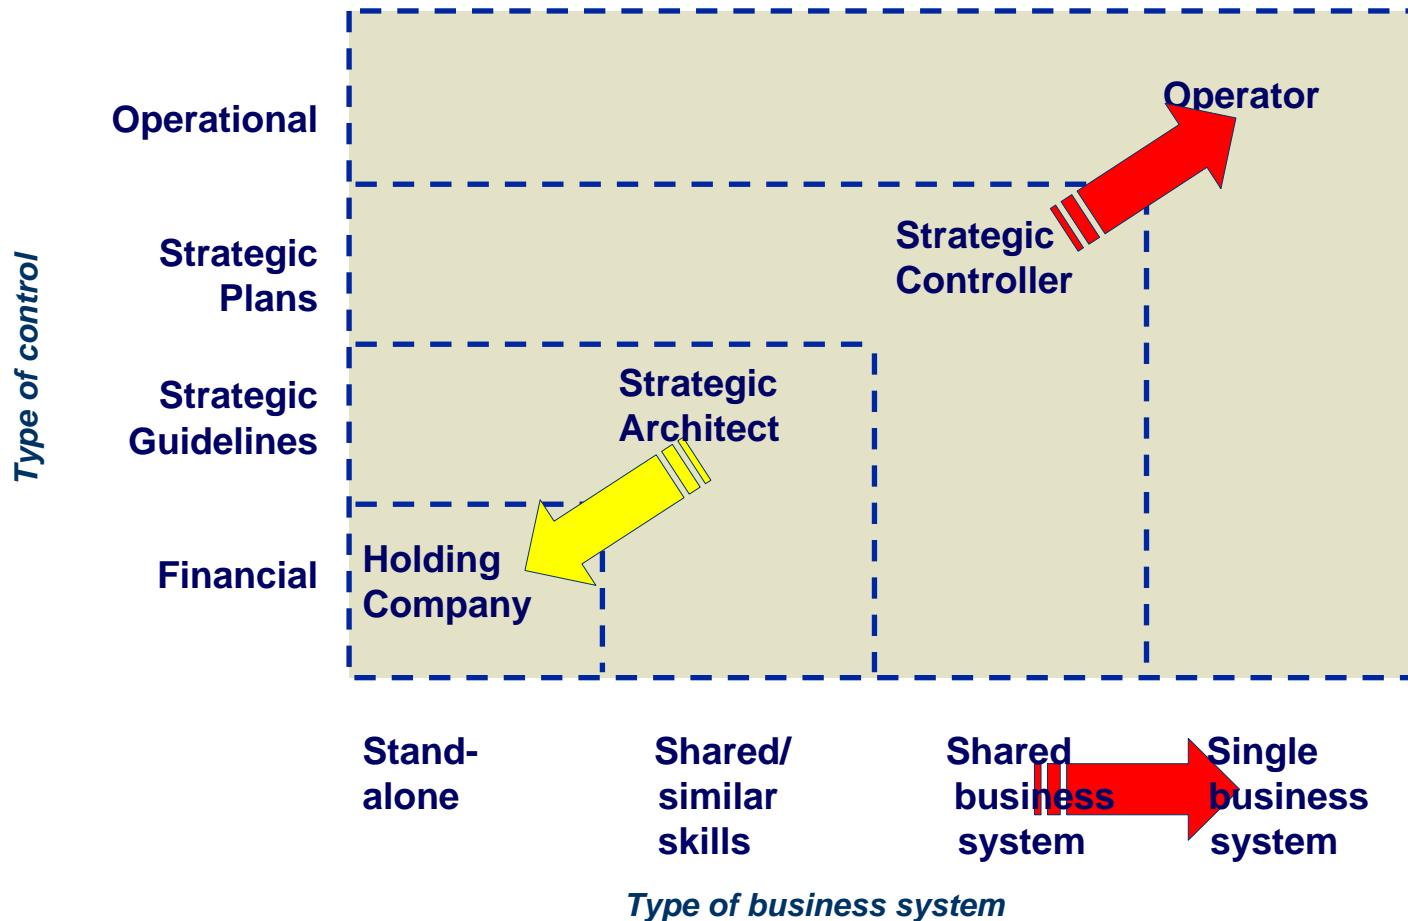 Operator
Operational
Strategic
Controller
Strategic
Plans
Type of control
Strategic
Architect
Strategic
Guidelines
Holding
Company
Financial
Stand-
alone
Shared/
similar
skills
Shared
business
system
Single
business
system
Type of business system